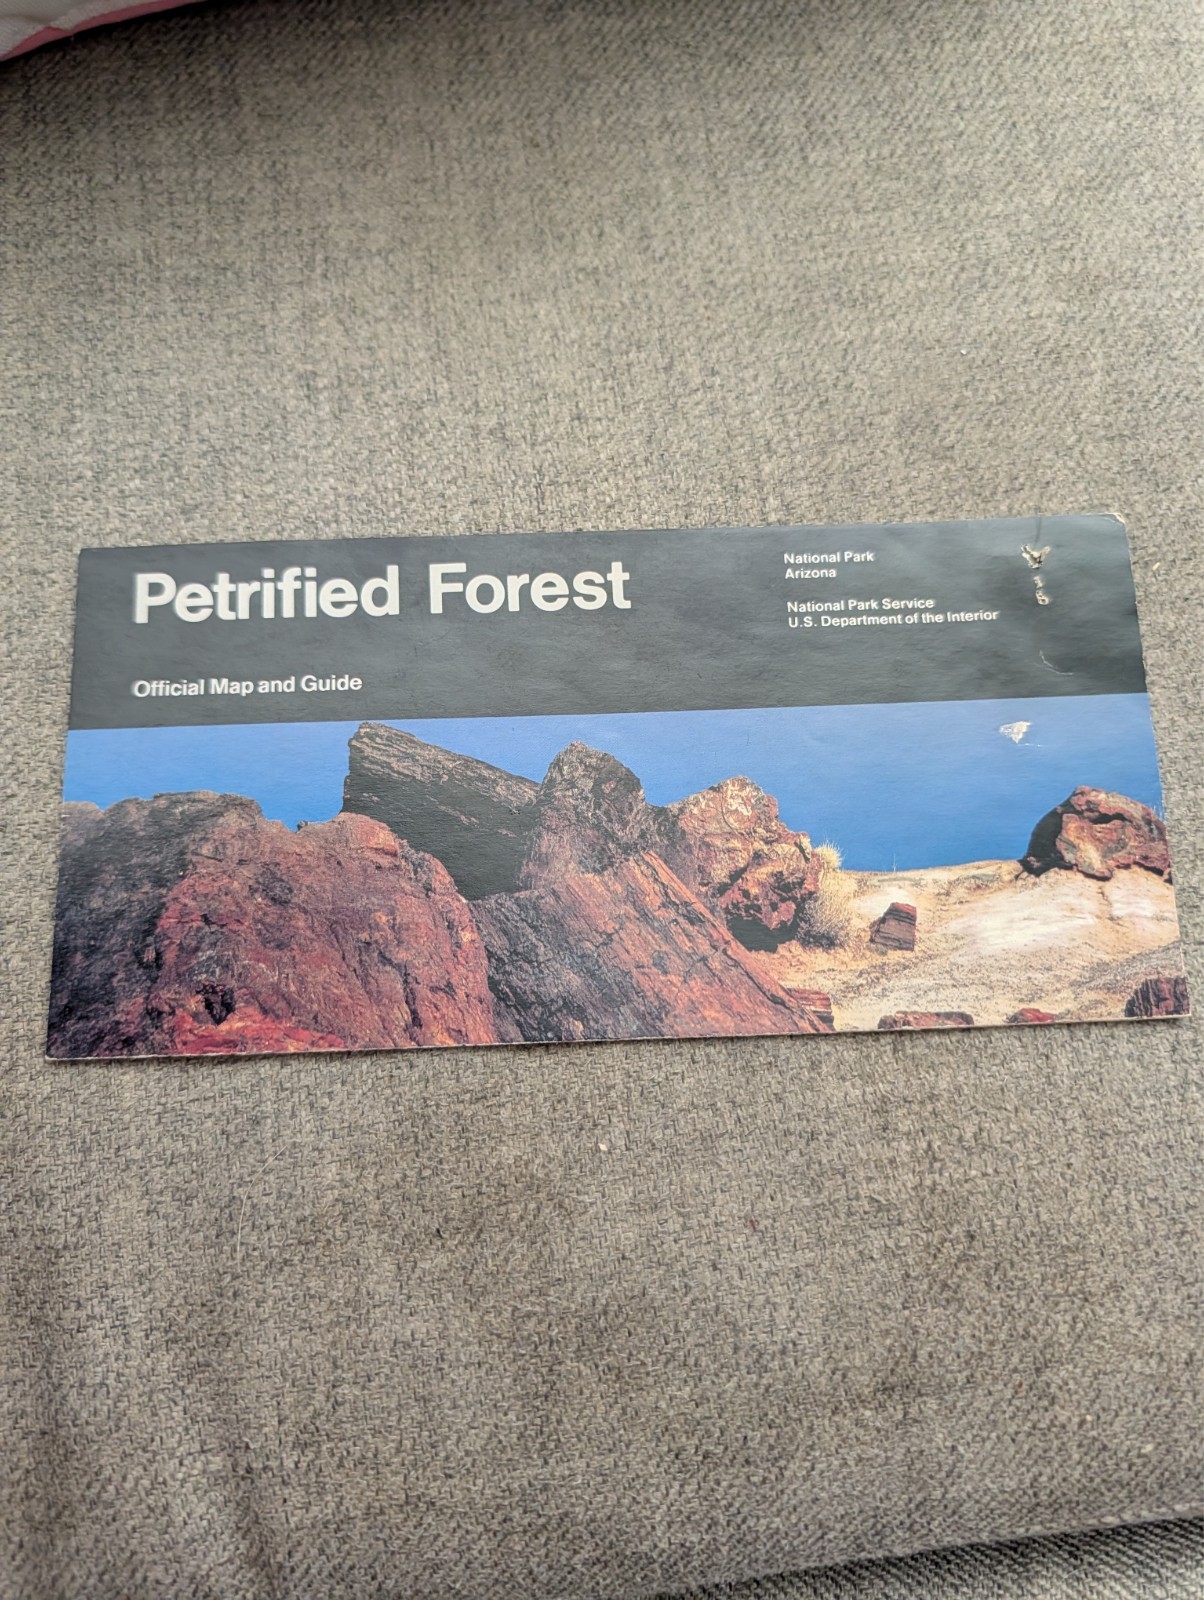 Petrified Forest
Official Map and Guide
National Park
Arizona
National Park Service
U.S. Department of the Interior